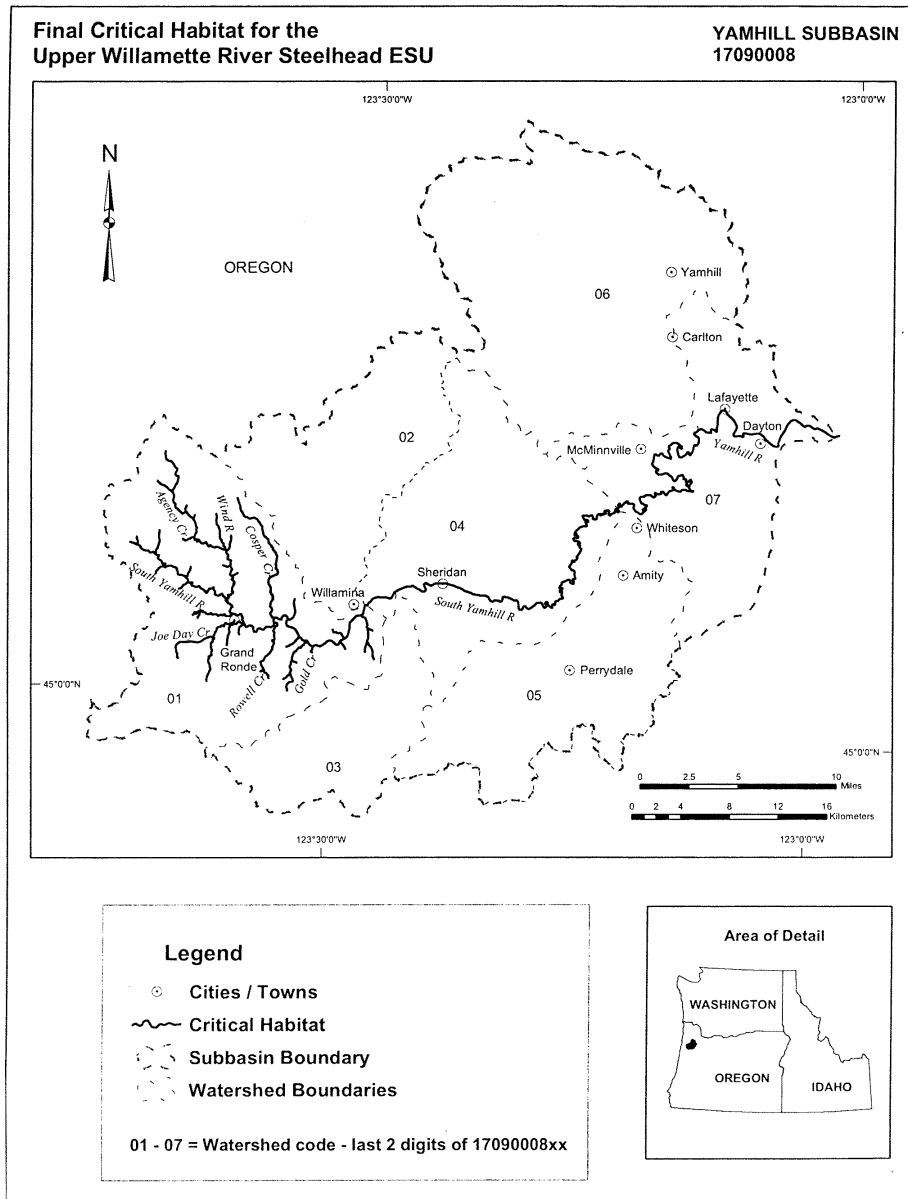 Final Critical Habitat for the
Upper Willamette River Steelhead ESU
YAMHILL SUBBASIN
17090008
123°30'0"W
123°0'0"W
N
OREGON
Yamhill
06
Carlton
Lafayette
Dayton
02
McMinnville
Yamhill R
07
Agency Cr
Wind R
Cosper Cr
04
Whiteson
Sheridan
Amity
South Yamhill R
Willamina
South Yamhill R
Joe Day Cr
Grand
Ronde
Gold Cr
Rowell Cr
Perrydale
45°0'0"N
01
05
45°0'0"N
03
0 2.5 5 10
Miles
0 2 4 8 12 16
Kilometers
123°30'0"W
123°0'0"W
Legend
Cities / Towns
Critical Habitat
Subbasin Boundary
Watershed Boundaries
01 - 07 = Watershed code - last 2 digits of 17090008xx
Area of Detail
WASHINGTON
OREGON
IDAHO